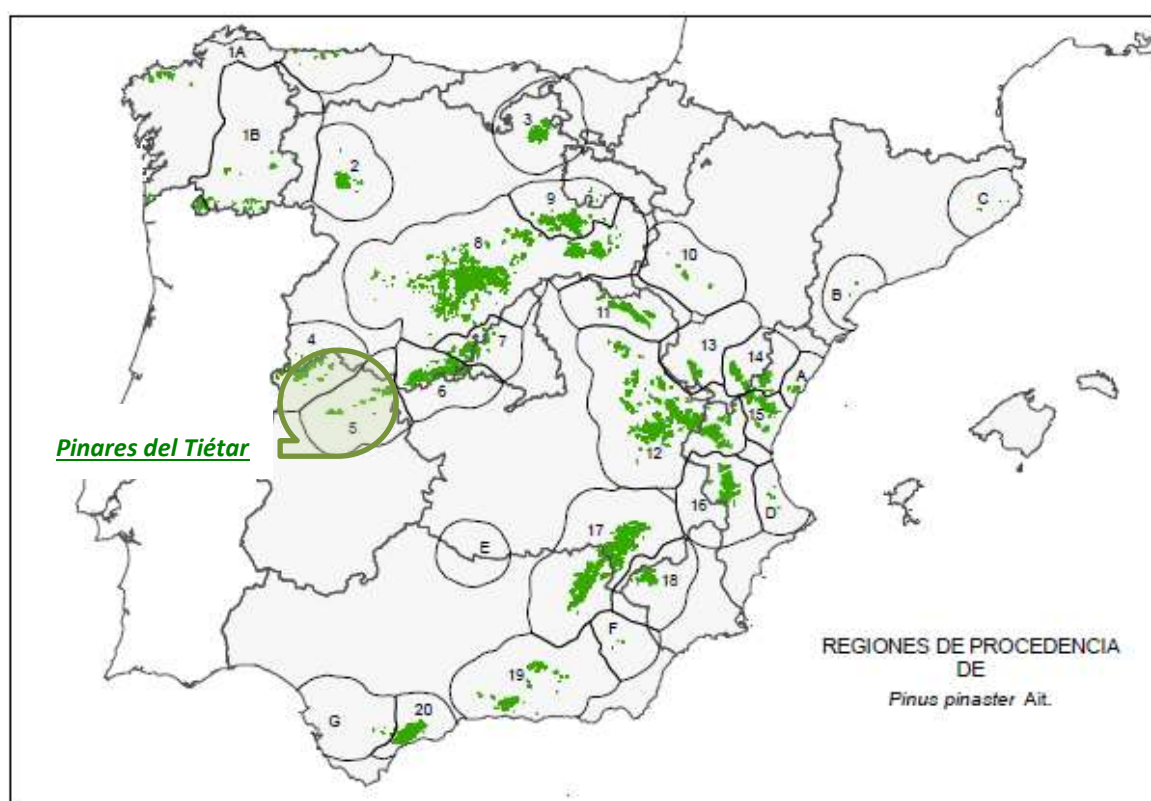 1A
1B
3
2
C
9
8
10
B
11
4
7
13
14
A
6
5
15
Pinares del Tiétar
12
16
D
17
E
18
F
REGIONES DE PROCEDENCIA
DE
Pinus pinaster Ait.
19
G
20